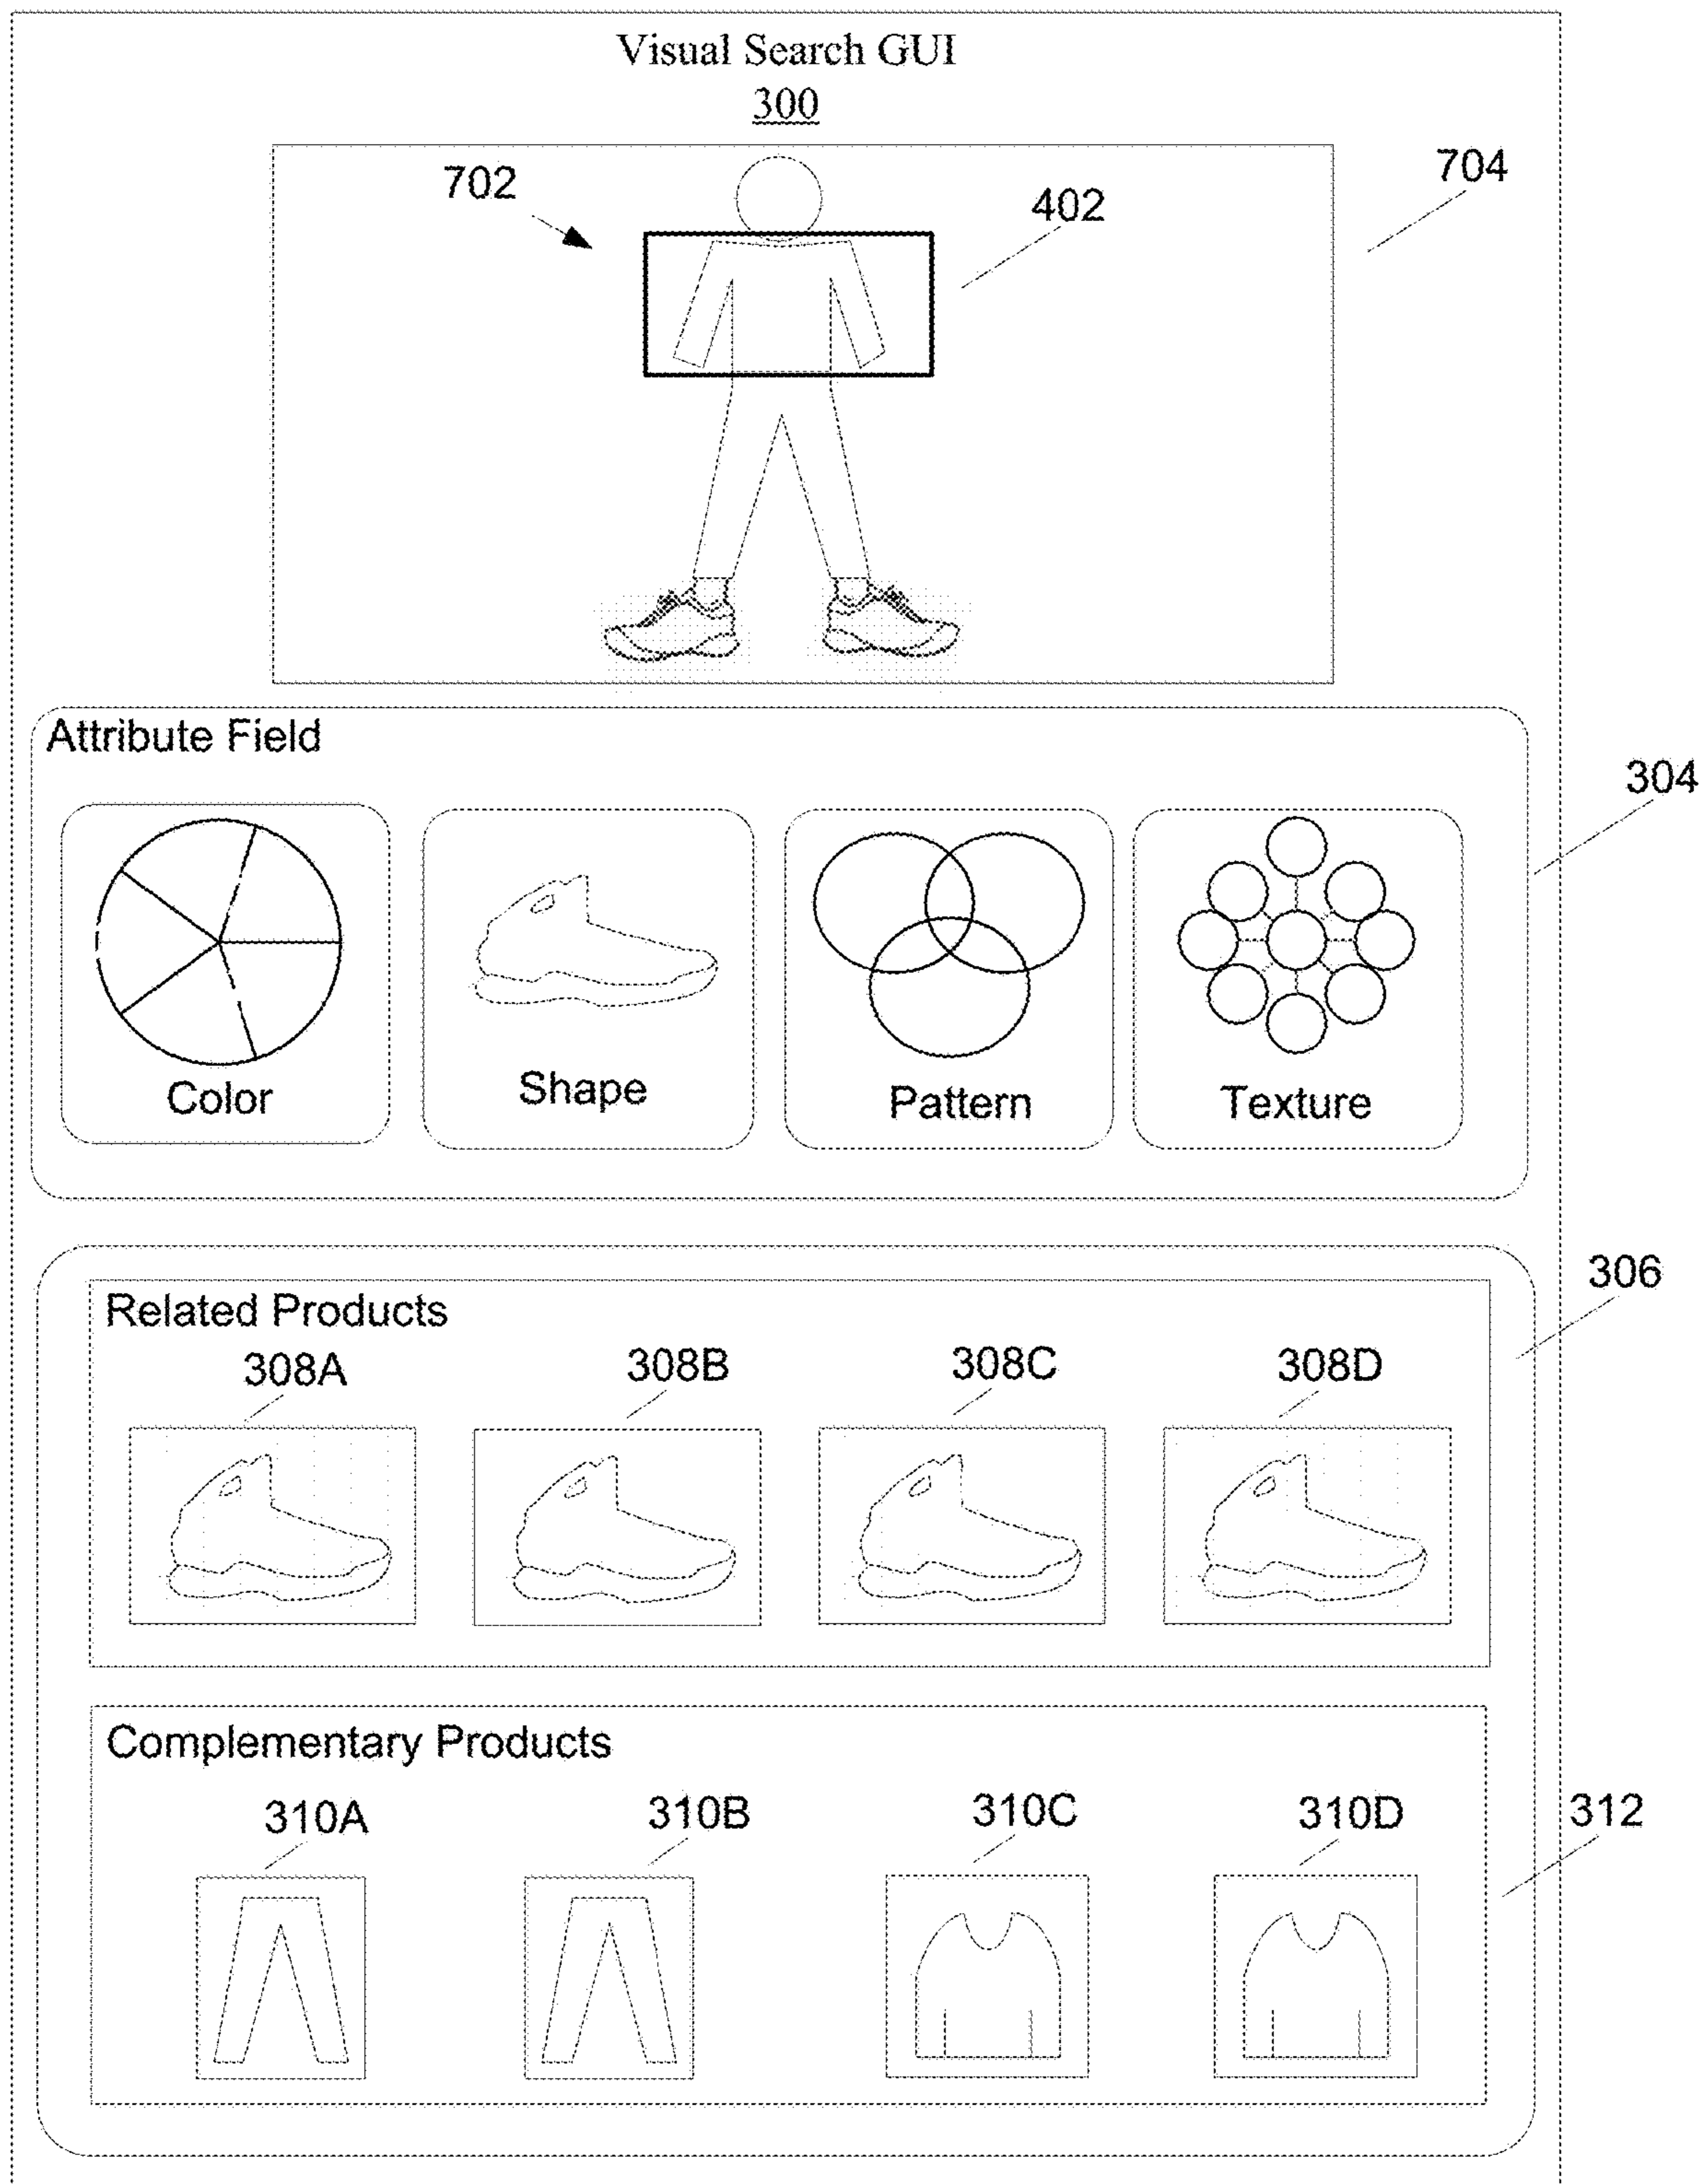 Visual Search GUI
300
702
402
704
Attribute Field
304
Color
Shape
Pattern
Texture
306
Related Products
308A
308B
308C
308D
Complementary Products
310A
310B
310C
310D
312